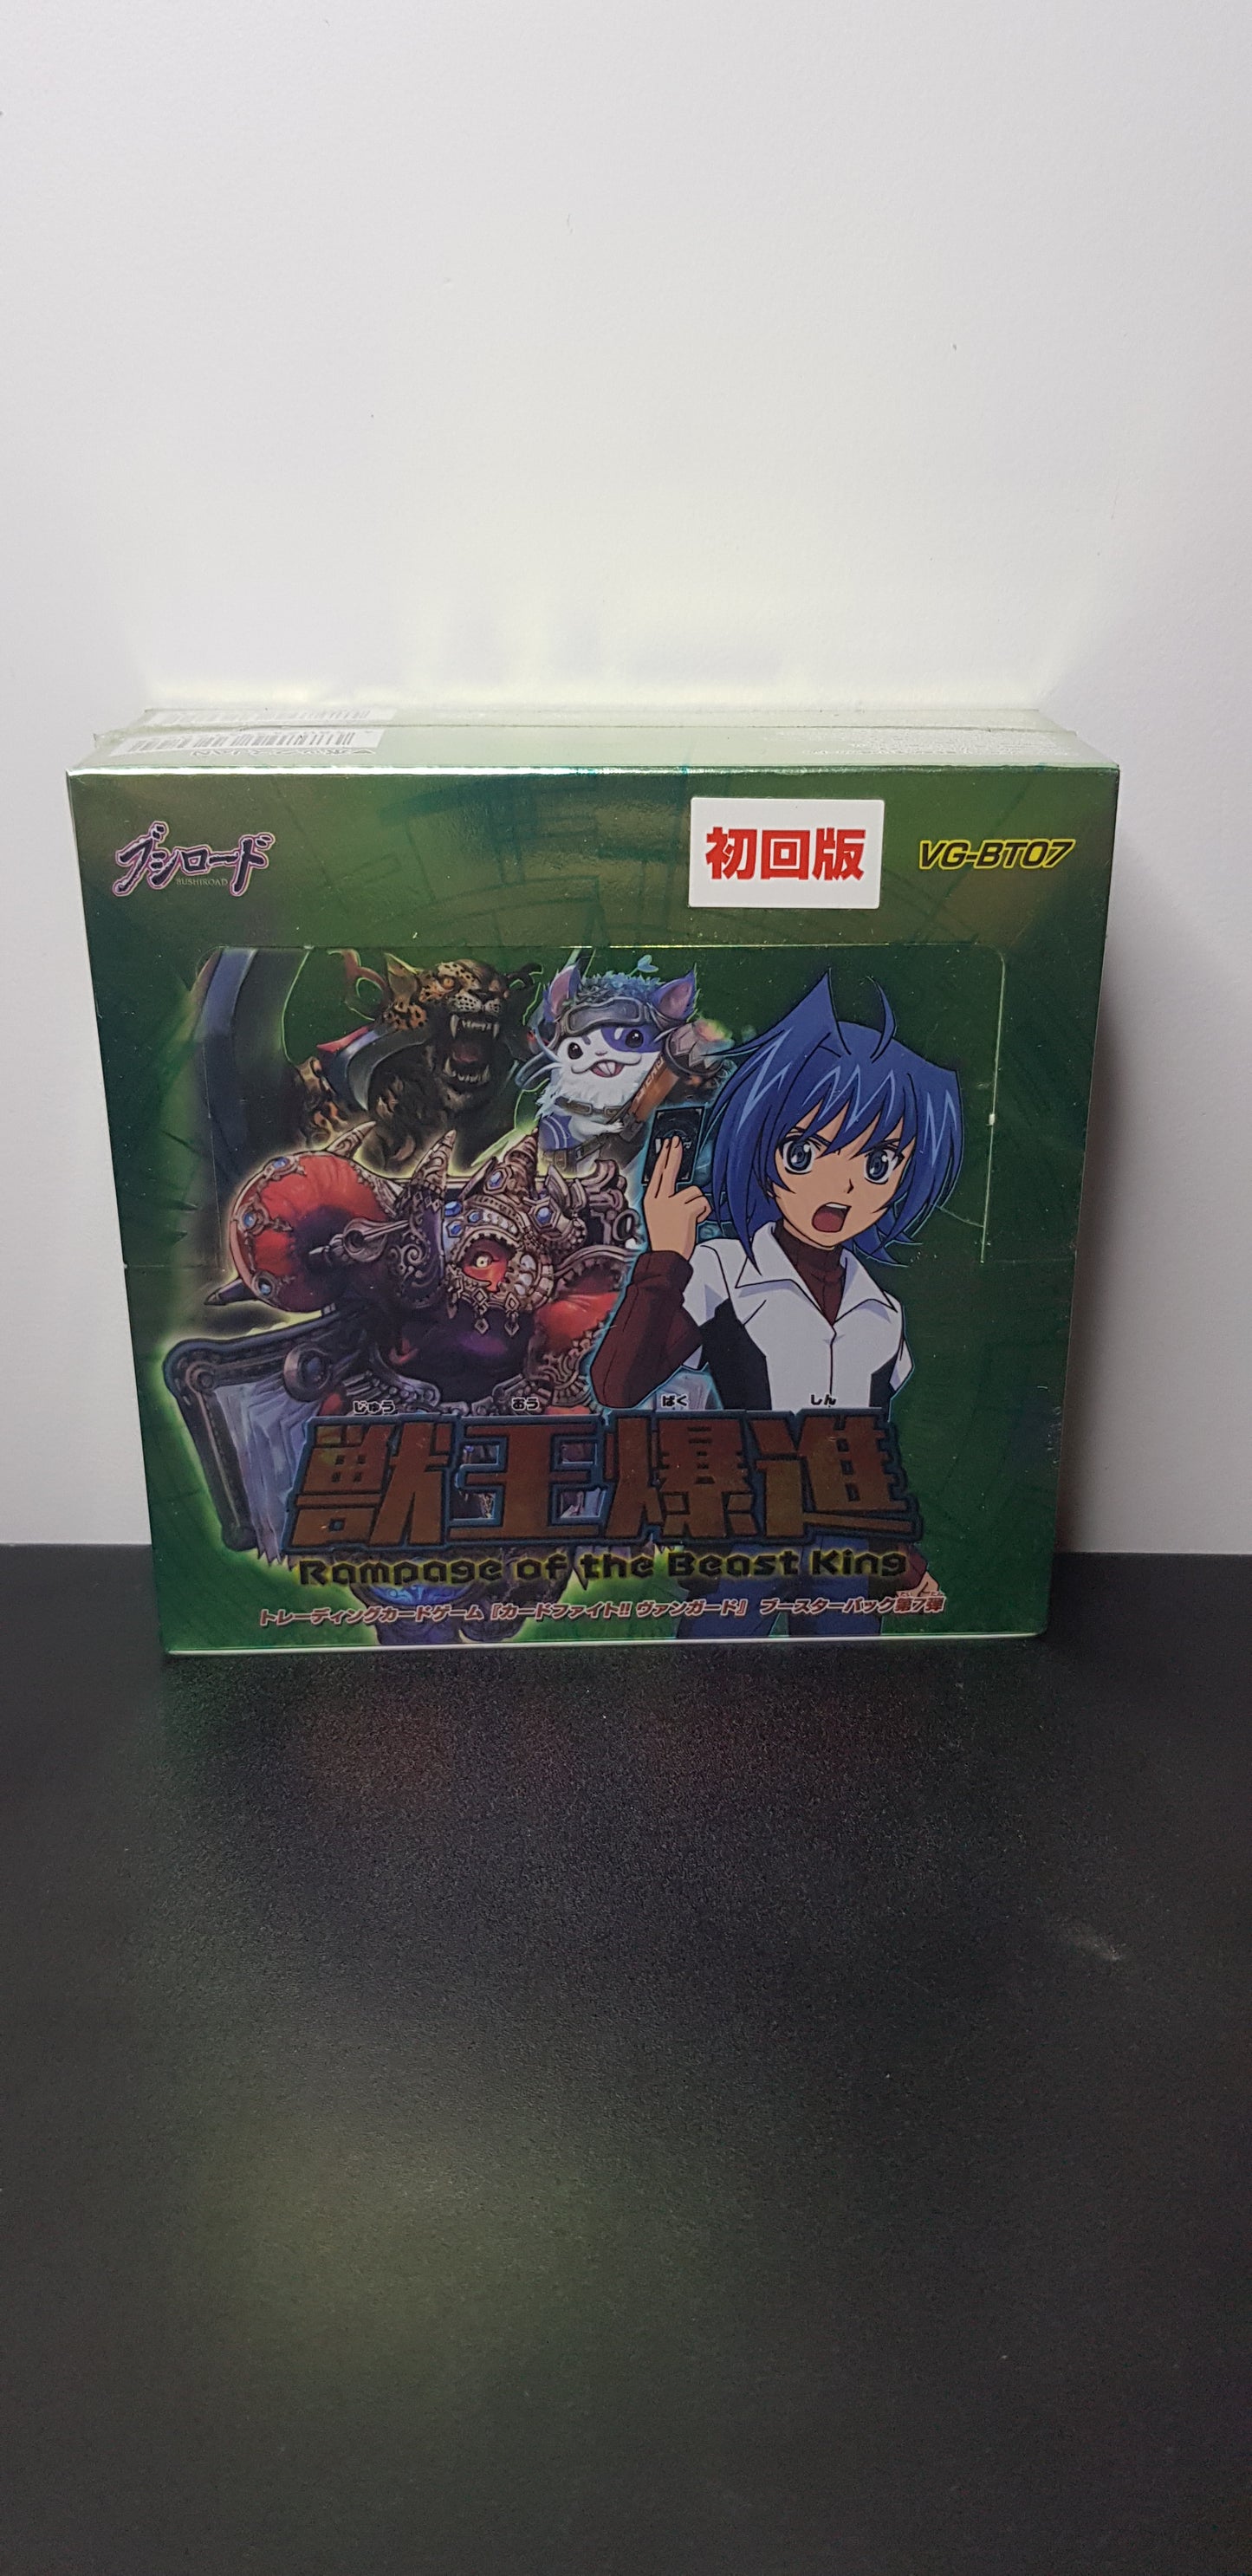 ブシロード
BUSHIROAD
初回版
VG-BT07
じゅう おう ばく しん
獣王爆進
Rampage of the Beast King
トレーディングカードゲーム『カードファイト!! ヴァンガード』 ブースターパック第7弾